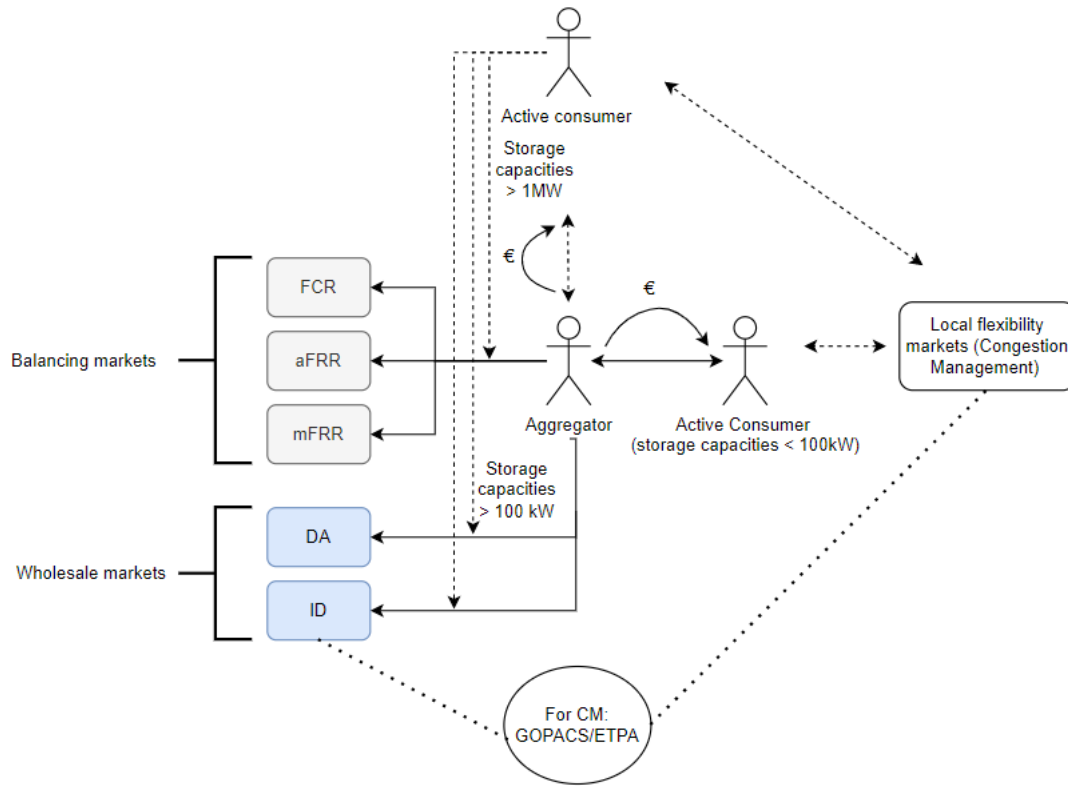 Active consumer
Storage
capacities
> 1MW
€
€
FCR
Balancing markets
aFRR
mFRR
Local flexibility
markets (Congestion
Management)
Aggregator
Active Consumer
(storage capacities < 100kW)
Storage
capacities
> 100 kW
DA
Wholesale markets
ID
For CM:
GOPACS/ETPA